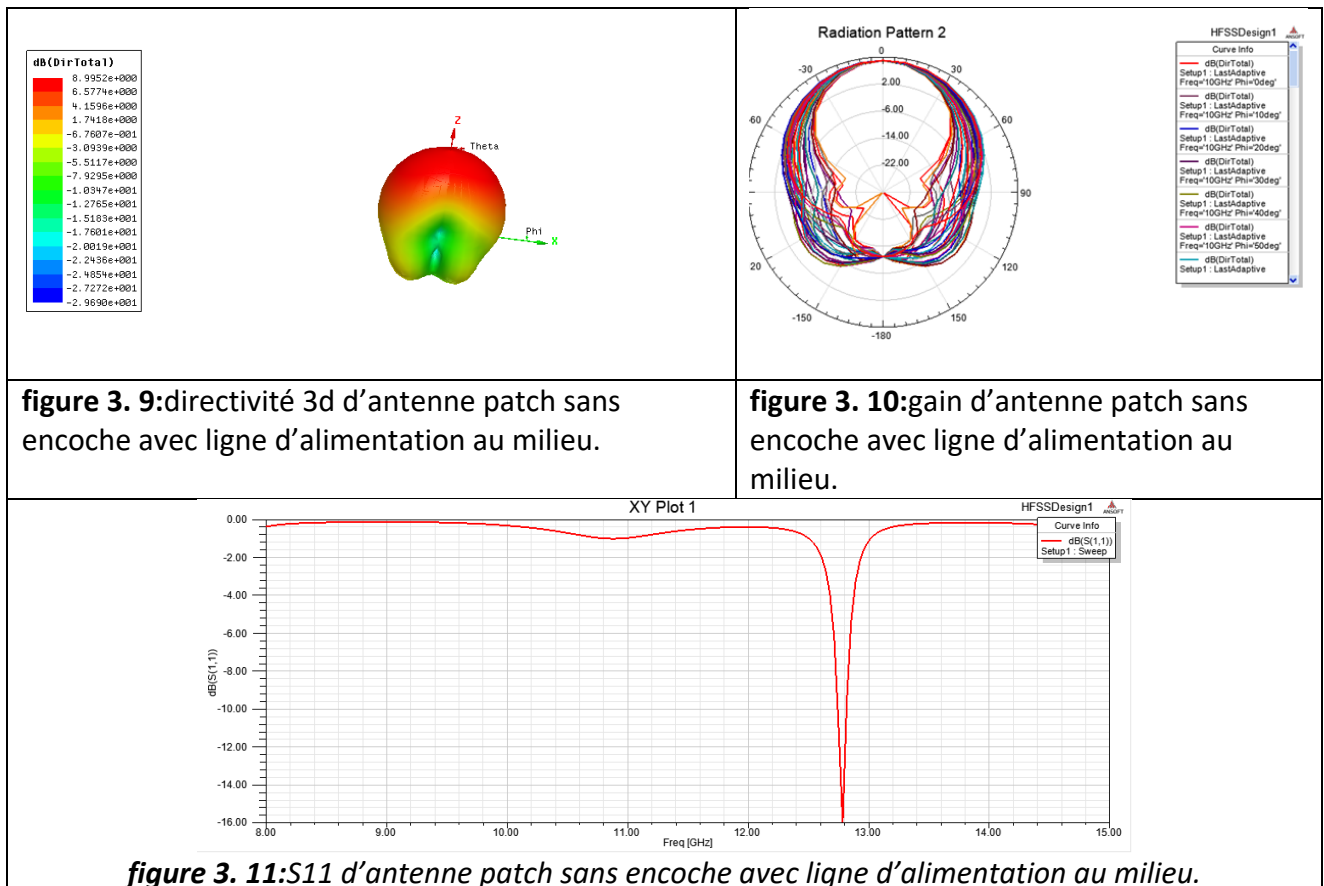 dB(DirTotal)
8.9952e+000
6.5774e+000
4.1596e+000
1.7418e+000
-6.7607e-001
-3.0939e+000
-5.5117e+000
-7.9295e+000
-1.0347e+001
-1.2765e+001
-1.5183e+001
-1.7601e+001
-2.0019e+001
-2.2436e+001
-2.4854e+001
-2.7272e+001
-2.9690e+001
Z
Theta
Phi
X
Radiation Pattern 2
HFSSDesign1
ANSOFT
0
-30
30
60
60
90
20
120
-150
150
-180
2.00
-6.00
-14.00
-22.00
Curve Info
dB(DirTotal)
Setup1 : LastAdaptive
Freq='10GHz' Phi='0deg'
dB(DirTotal)
Setup1 : LastAdaptive
Freq='10GHz' Phi='10deg'
dB(DirTotal)
Setup1 : LastAdaptive
Freq='10GHz' Phi='20deg'
dB(DirTotal)
Setup1 : LastAdaptive
Freq='10GHz' Phi='30deg'
dB(DirTotal)
Setup1 : LastAdaptive
Freq='10GHz' Phi='40deg'
dB(DirTotal)
Setup1 : LastAdaptive
Freq='10GHz' Phi='50deg'
dB(DirTotal)
Setup1 : LastAdaptive
figure 3. 9:directivité 3d d’antenne patch sans
encoche avec ligne d’alimentation au milieu.
figure 3. 10:gain d’antenne patch sans
encoche avec ligne d’alimentation au
milieu.
XY Plot 1
HFSSDesign1
ANSOFT
Curve Info
dB(S(1,1))
Setup1 : Sweep
0.00
-2.00
-4.00
-6.00
-8.00
-10.00
-12.00
-14.00
-16.00
dB(S(1,1))
8.00 9.00 10.00 11.00 12.00 13.00 14.00 15.00
Freq [GHz]
figure 3. 11:S11 d’antenne patch sans encoche avec ligne d’alimentation au milieu.